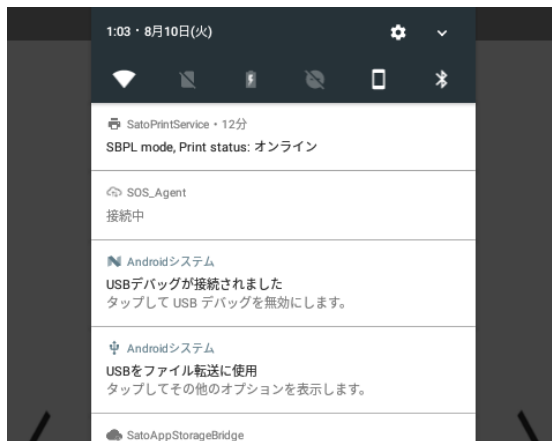 1:03・8月10日(火)
SatoPrintService • 12分
SBPL mode, Print status: オンライン
SOS_Agent
接続中
Androidシステム
USBデバッグが接続されました
タップして USB デバッグを無効にします。
Androidシステム
USBをファイル転送に使用
タップしてその他のオプションを表示します。
SatoAppStorageBridge